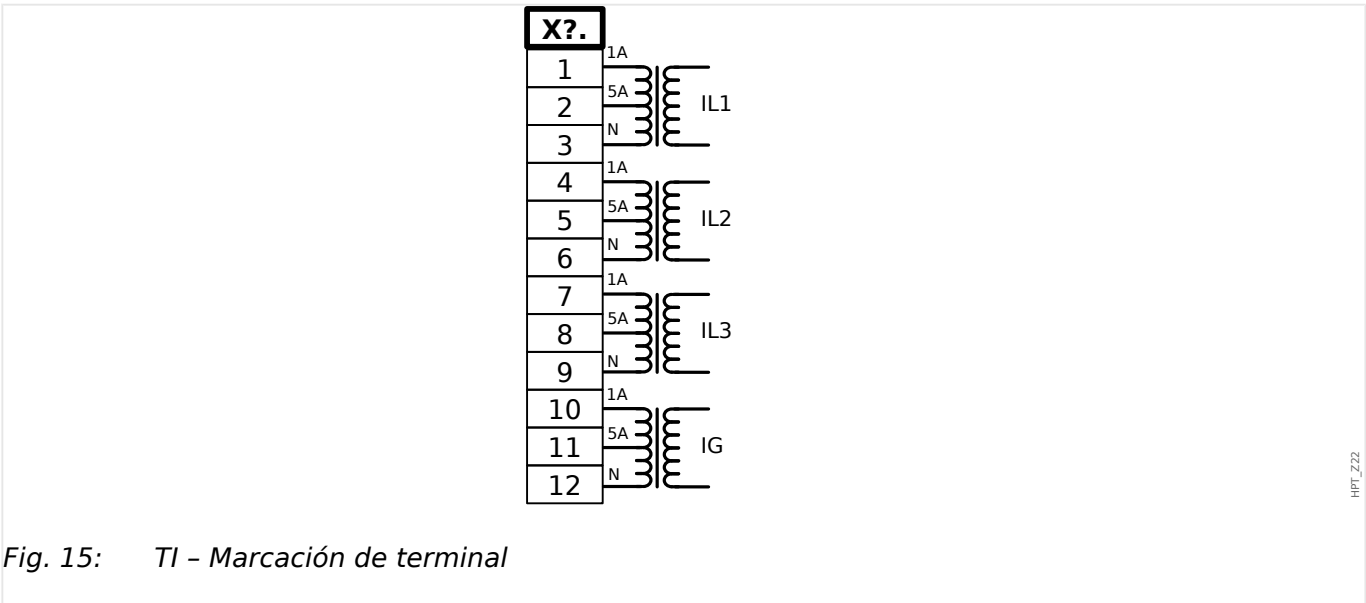 X?.
1A
1
5A
2
IL1
N
3
1A
4
5A
5
IL2
N
6
1A
7
5A
8
IL3
N
9
1A
10
5A
11
IG
N
12
HPT_Z22
Fig. 15: TI – Marcación de terminal